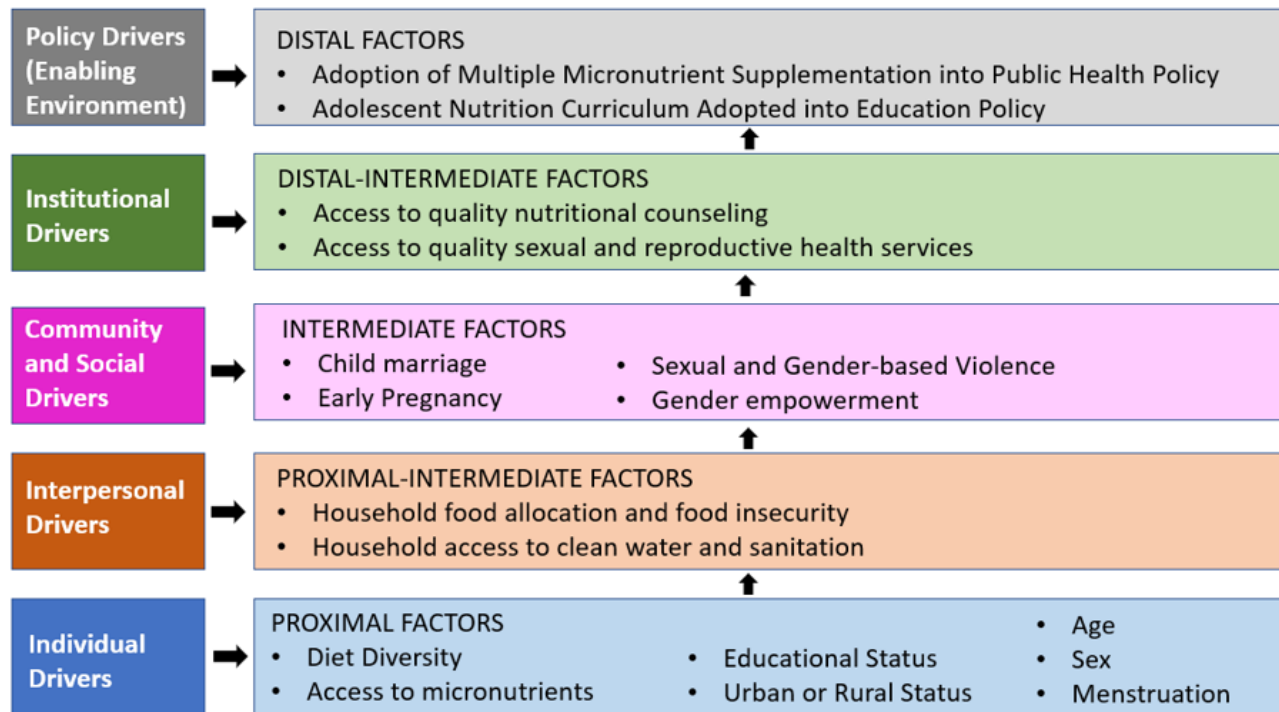 Policy Drivers
(Enabling
Environment)
DISTAL FACTORS
• Adoption of Multiple Micronutrient Supplementation into Public Health Policy
• Adolescent Nutrition Curriculum Adopted into Education Policy
Institutional
Drivers
DISTAL-INTERMEDIATE FACTORS
• Access to quality nutritional counseling
• Access to quality sexual and reproductive health services
Community
and Social
Drivers
INTERMEDIATE FACTORS
• Child marriage
• Early Pregnancy
• Sexual and Gender-based Violence
• Gender empowerment
Interpersonal
Drivers
PROXIMAL-INTERMEDIATE FACTORS
• Household food allocation and food insecurity
• Household access to clean water and sanitation
Individual
Drivers
PROXIMAL FACTORS
• Diet Diversity
• Access to micronutrients
• Educational Status
• Urban or Rural Status
• Age
• Sex
• Menstruation